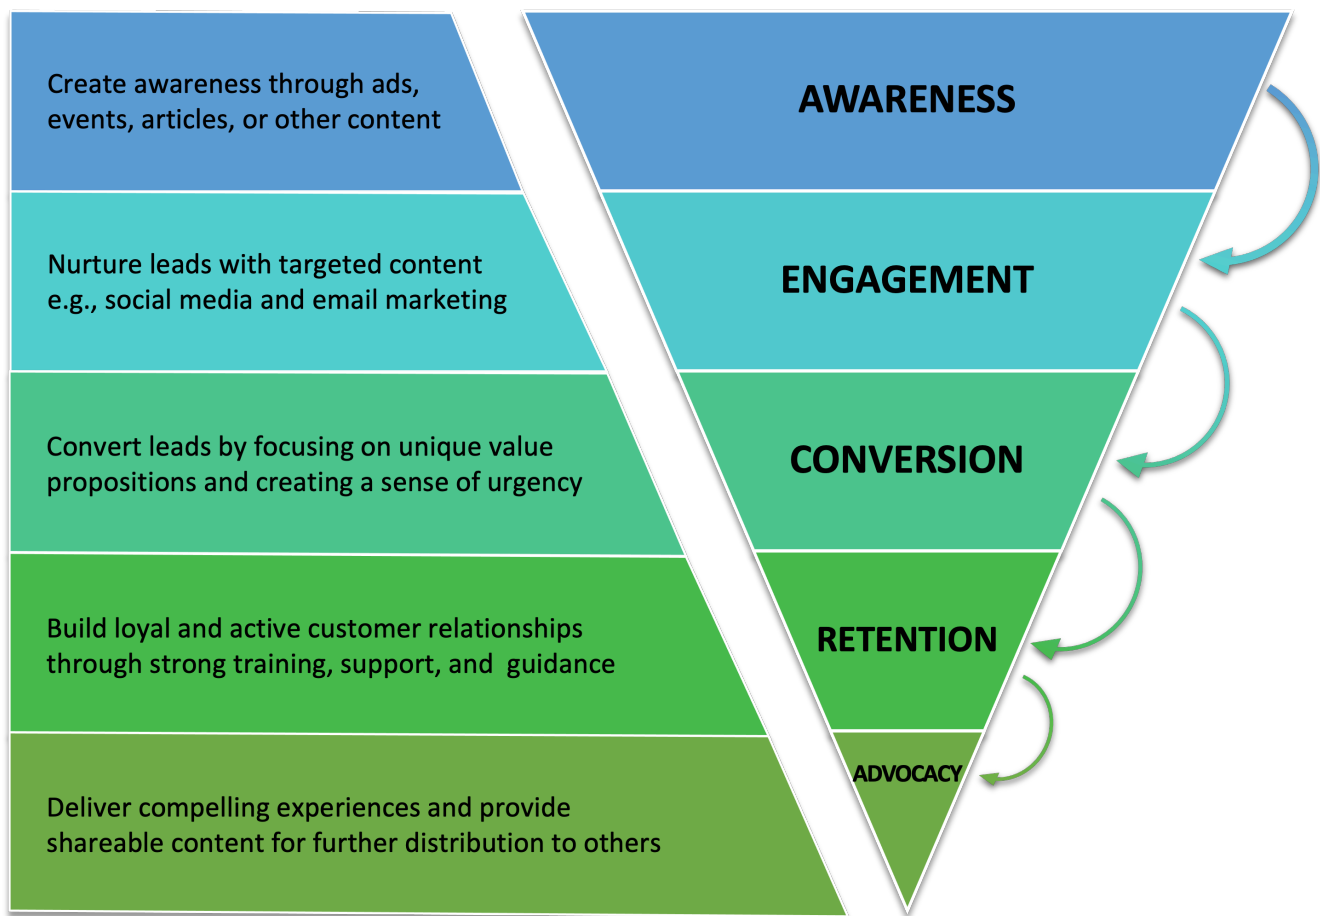 Create awareness through ads,
events, articles, or other content
AWARENESS
Nurture leads with targeted content
e.g., social media and email marketing
ENGAGEMENT
Convert leads by focusing on unique value
propositions and creating a sense of urgency
CONVERSION
Build loyal and active customer relationships
through strong training, support, and  guidance
RETENTION
ADVOCACY
Deliver compelling experiences and provide
shareable content for further distribution to others